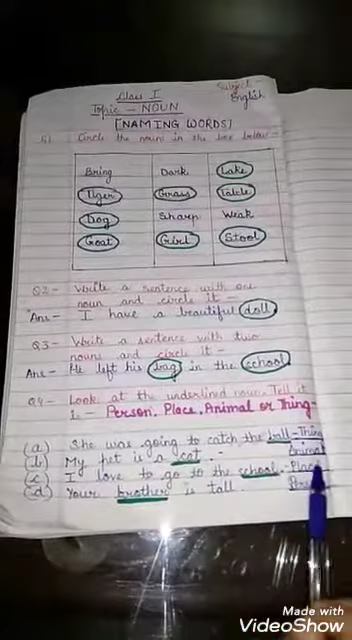 Class I
Subject -
English
Topic - NOUN
[NAMING WORDS]
Q1 Circle the nouns in the box below -
Bring Dark Lake
Tiger Grass Table
Dog Sharp Weak
Goat Girl Stool
Q2 - Write a sentence with one
noun and circle it -
Ans - I have a beautiful doll
Q3 - Write a sentence with two
nouns and circle it -
Ans - He left his bag in the school
Q4 - Look at the underlined noun. Tell it
is - Person, Place, Animal or Thing -
(a) She was going to catch the ball - Thing
(b) My pet is a cat. - Animal
(c) I love to go to the school. - Place
(d) Your brother is tall.
Made with
VideoShow